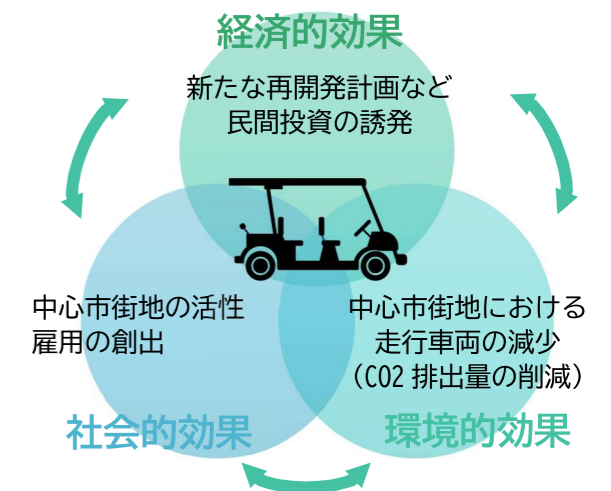 経済的効果
新たな再開発計画など
民間投資の誘発
中心市街地の活性
雇用の創出
社会的効果
中心市街地における
走行車両の減少
（CO2 排出量の削減）
環境的効果